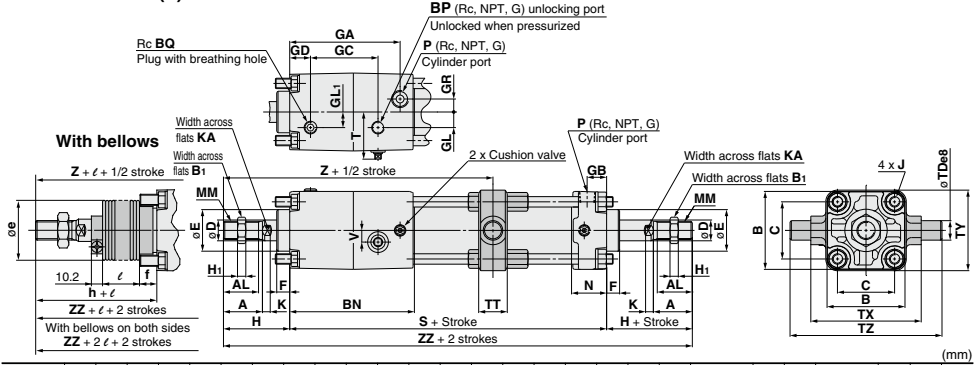 BP (Rc, NPT, G) unlocking port
Unlocked when pressurized
GA
GD
GC
P (Rc, NPT, G)
Cylinder port
Rc BQ
Plug with breathing hole
GL1
GR
T
GL
With bellows
Width across
flats KA
Width across
flats B1
Z + ℓ + 1/2 stroke
Z + 1/2 stroke
2 x Cushion valve
P (Rc, NPT, G)
Cylinder port
GB
Width across flats KA
Width across flats B1
4 x J
øTDe8
MM
MM
øe
øE
øD
V
øD
øE
B
C
TY
10.2
ℓ
f
h + ℓ
H1
AL
F
A
K
BN
TT
N
F
K
A
AL
H1
H
S + Stroke
H + Stroke
ZZ + 2 strokes
ZZ + ℓ + 2 strokes
With bellows on both sides
ZZ + 2 ℓ + 2 strokes
C
B
TX
TZ
(mm)